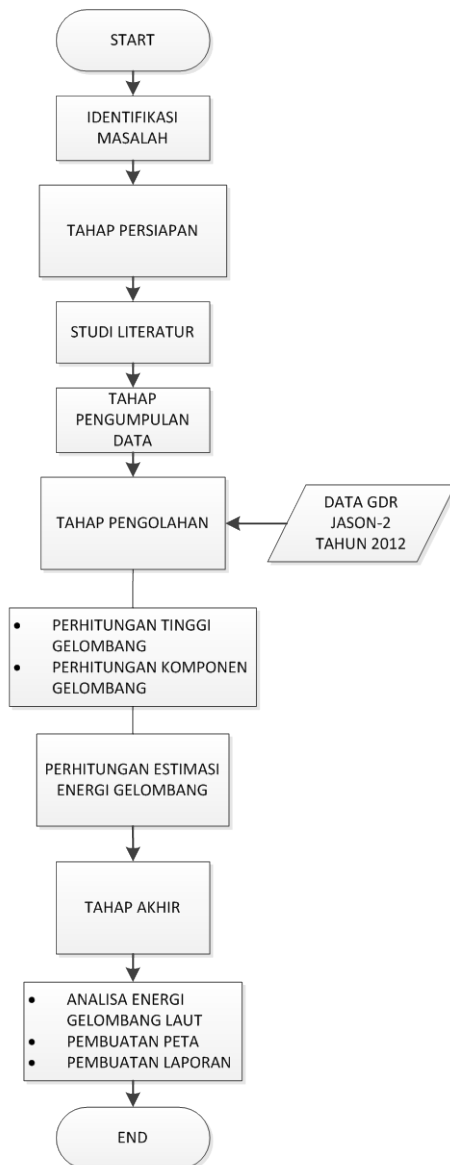 START
IDENTIFIKASI
MASALAH
TAHAP PERSIAPAN
STUDI LITERATUR
TAHAP
PENGUMPULAN
DATA
TAHAP PENGOLAHAN
DATA GDR
JASON-2
TAHUN 2012
• PERHITUNGAN TINGGI
GELOMBANG
• PERHITUNGAN KOMPONEN
GELOMBANG
PERHITUNGAN ESTIMASI
ENERGI GELOMBANG
TAHAP AKHIR
• ANALISA ENERGI
GELOMBANG LAUT
• PEMBUATAN PETA
• PEMBUATAN LAPORAN
END